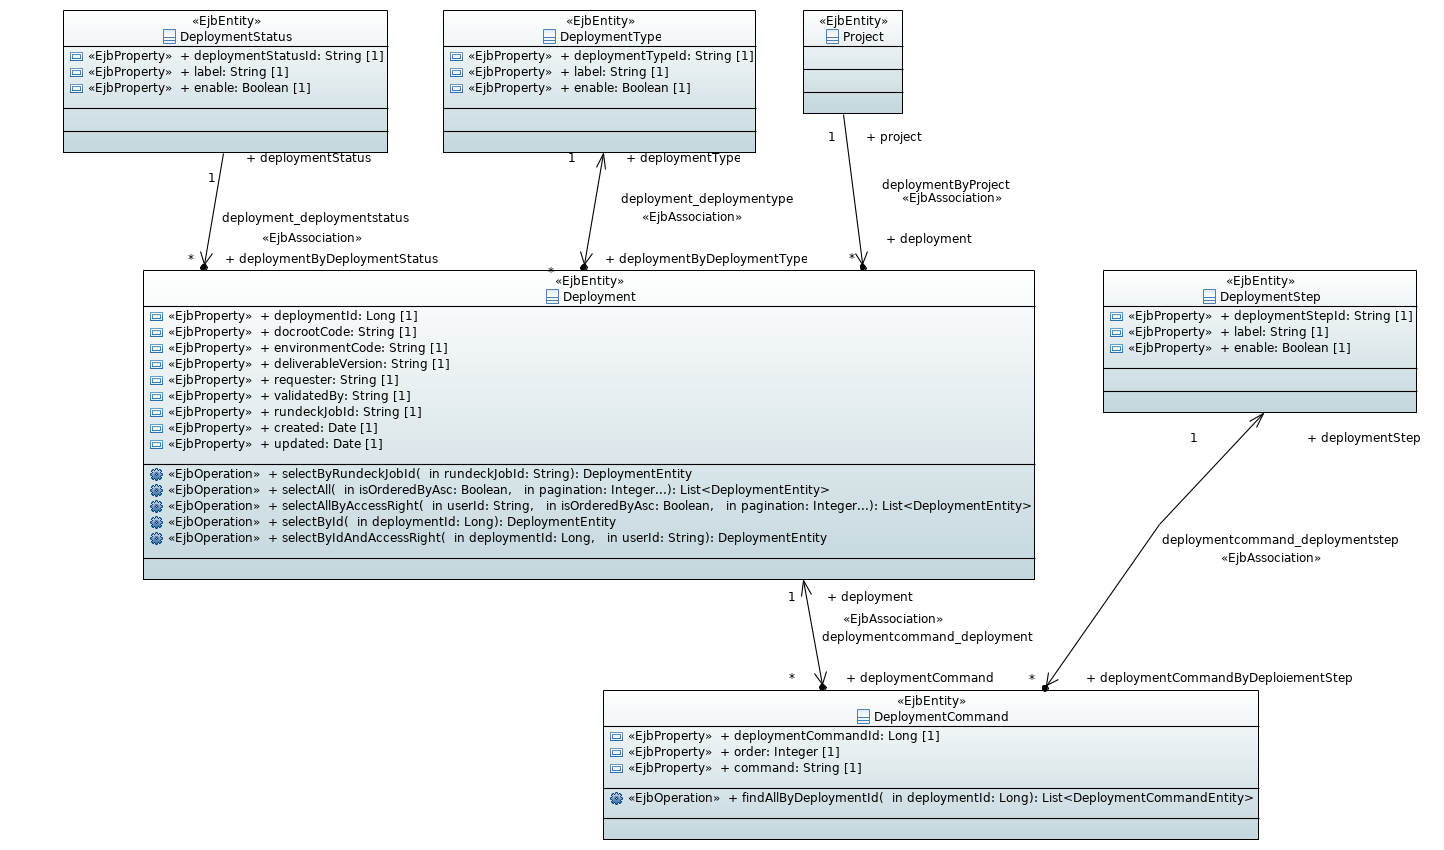 «EjbEntity»
DeploymentStatus
«EjbProperty» + deploymentStatusId: String [1]
«EjbProperty» + label: String [1]
«EjbProperty» + enable: Boolean [1]
«EjbEntity»
DeploymentType
«EjbProperty» + deploymentTypeId: String [1]
«EjbProperty» + label: String [1]
«EjbProperty» + enable: Boolean [1]
«EjbEntity»
Project
+ deploymentStatus
1
deployment_deploymentstatus
«EjbAssociation»
* + deploymentByDeploymentStatus
1 + deploymentType
deployment_deploymentype
«EjbAssociation»
+ deploymentByDeploymentType
*
1 + project
deploymentByProject
«EjbAssociation»
+ deployment
*
«EjbEntity»
Deployment
«EjbProperty» + deploymentId: Long [1]
«EjbProperty» + docrootCode: String [1]
«EjbProperty» + environmentCode: String [1]
«EjbProperty» + deliverableVersion: String [1]
«EjbProperty» + requester: String [1]
«EjbProperty» + validatedBy: String [1]
«EjbProperty» + rundeckJobId: String [1]
«EjbProperty» + created: Date [1]
«EjbProperty» + updated: Date [1]
«EjbOperation» + selectByRundeckJobId( in rundeckJobId: String): DeploymentEntity
«EjbOperation» + selectAll( in isOrderedByAsc: Boolean, in pagination: Integer...): List<DeploymentEntity>
«EjbOperation» + selectAllByAccessRight( in userId: String, in isOrderedByAsc: Boolean, in pagination: Integer...): List<DeploymentEntity>
«EjbOperation» + selectById( in deploymentId: Long): DeploymentEntity
«EjbOperation» + selectByIdAndAccessRight( in deploymentId: Long, in userId: String): DeploymentEntity
«EjbEntity»
DeploymentStep
«EjbProperty» + deploymentStepId: String [1]
«EjbProperty» + label: String [1]
«EjbProperty» + enable: Boolean [1]
1 + deploymentStep
deploymentcommand_deploymentstep
«EjbAssociation»
* + deploymentCommandByDeploiementStep
1 + deployment
«EjbAssociation»
deploymentcommand_deployment
* + deploymentCommand
«EjbEntity»
DeploymentCommand
«EjbProperty» + deploymentCommandId: Long [1]
«EjbProperty» + order: Integer [1]
«EjbProperty» + command: String [1]
«EjbOperation» + findAllByDeploymentId( in deploymentId: Long): List<DeploymentCommandEntity>